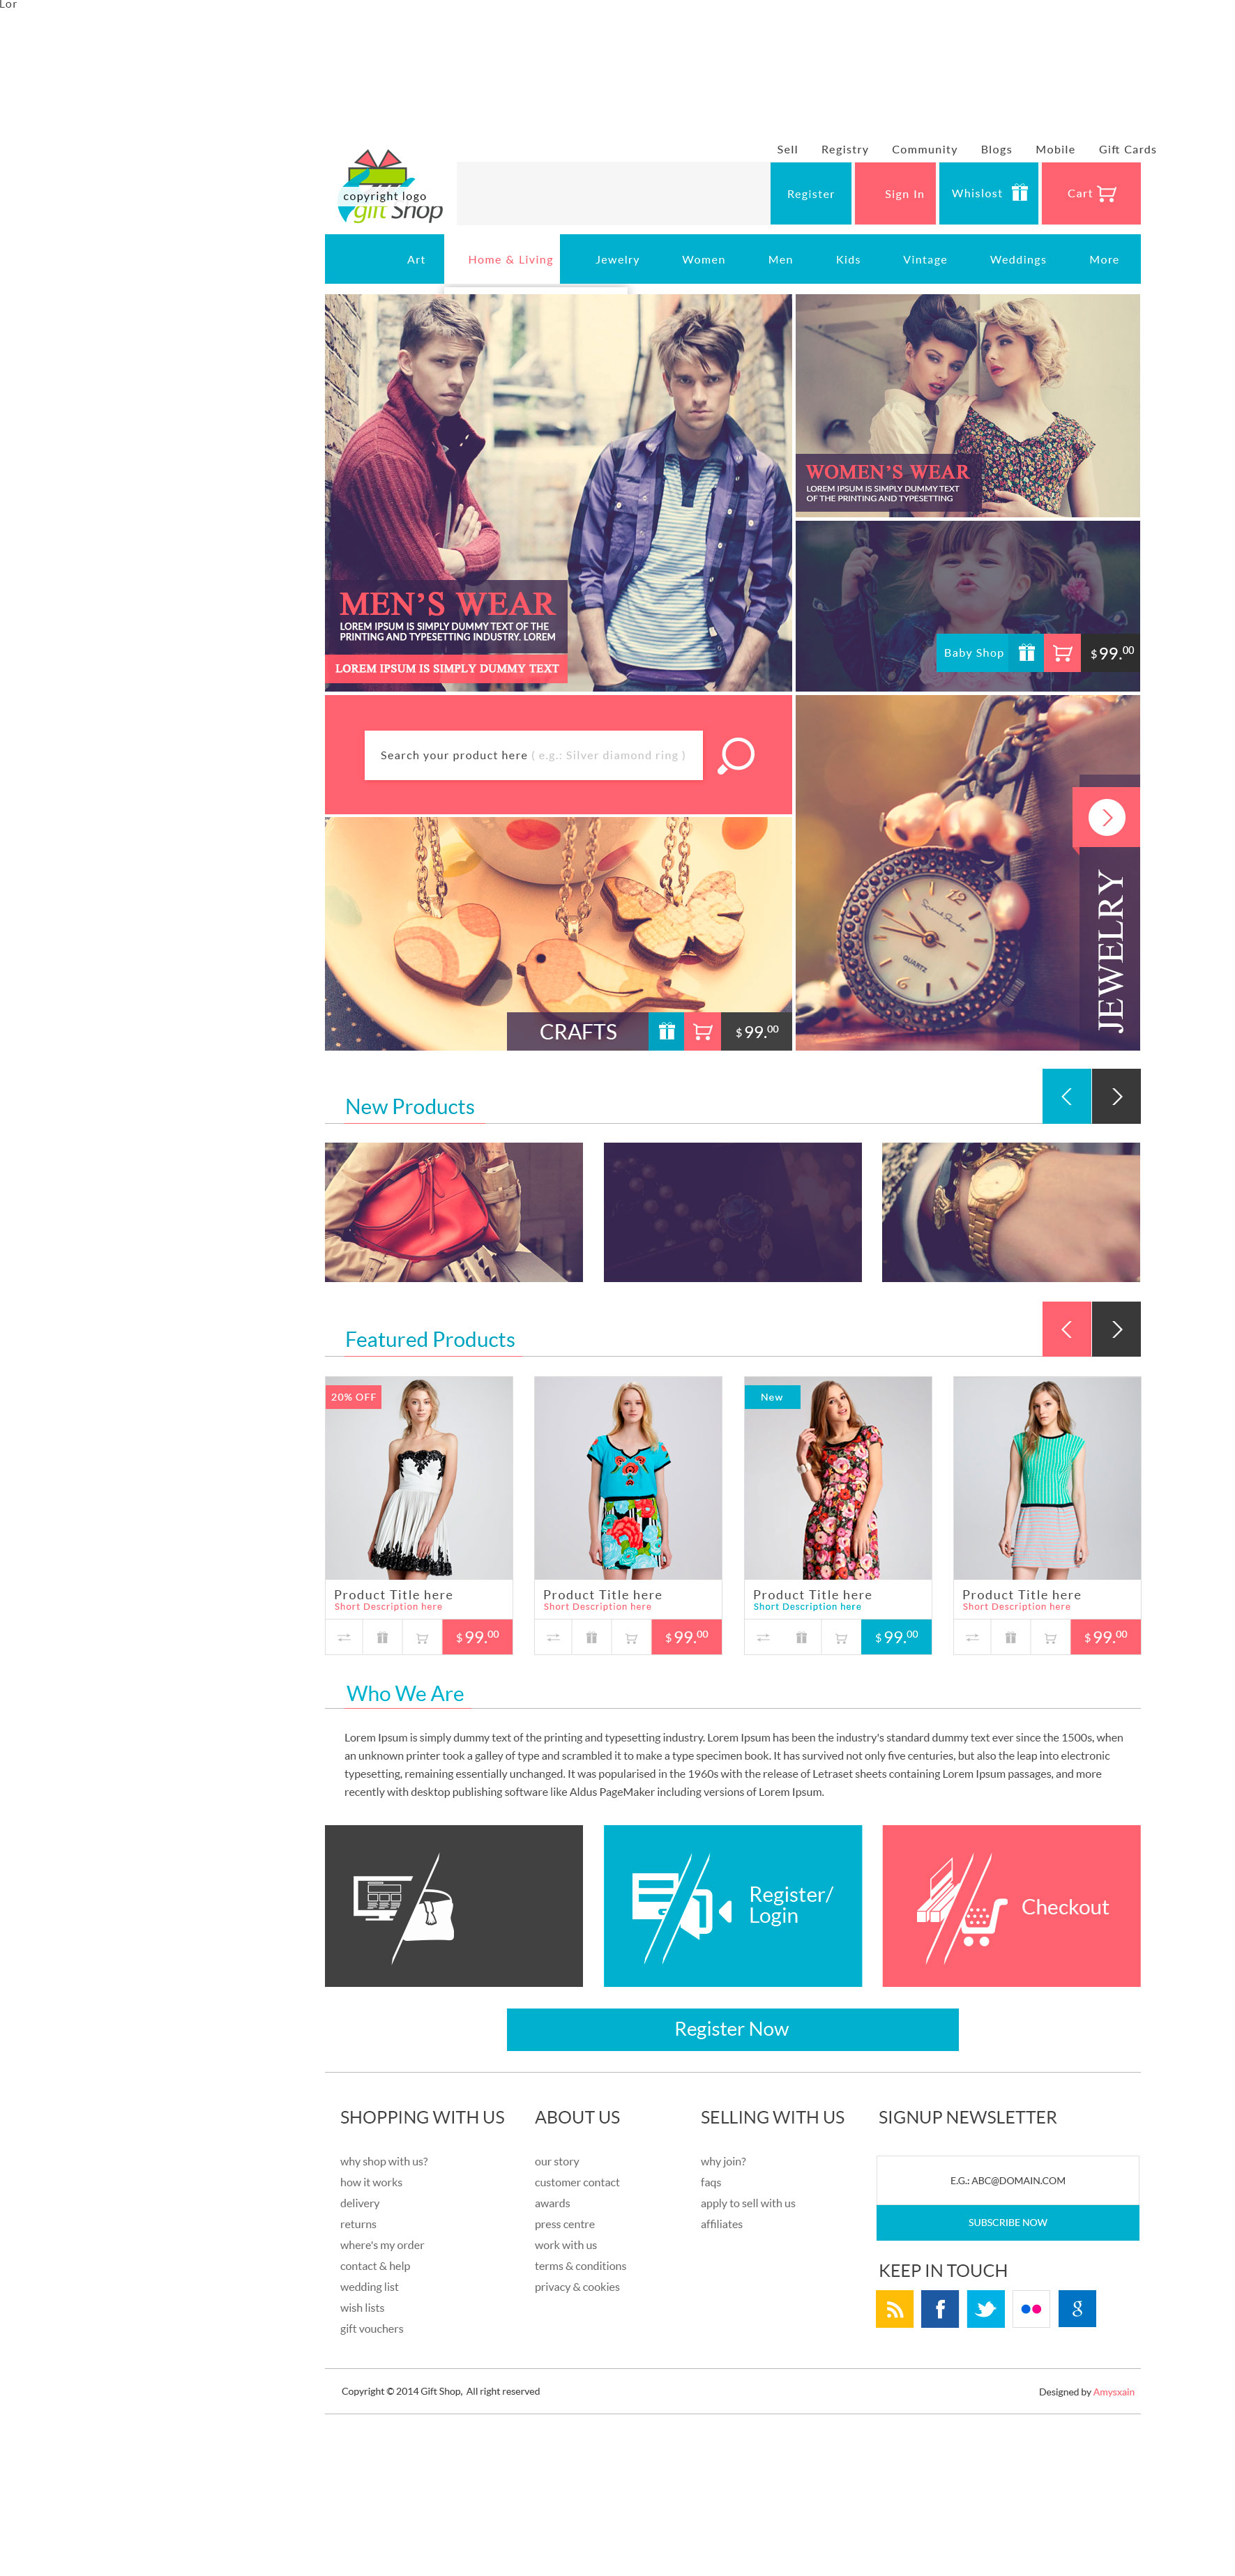 Lor
Sell Registry Community Blogs Mobile Gift Cards
copyright logo
gift Shop
Register
Sign In
Whislost
Cart
Art Home & Living Jewelry Women Men Kids Vintage Weddings More
MEN'S WEAR
LOREM IPSUM IS SIMPLY DUMMY TEXT OF THE
PRINTING AND TYPESETTING INDUSTRY. LOREM
LOREM IPSUM IS SIMPLY DUMMY TEXT
WOMEN'S WEAR
LOREM IPSUM IS SIMPLY DUMMY TEXT
OF THE PRINTING AND TYPESETTING
Baby Shop
$99.00
Search your product here ( e.g.: Silver diamond ring )
QUARTZ
JEWELRY
CRAFTS
$99.00
New Products
Featured Products
20% OFF
New
Product Title here
Short Description here
$99.00
Product Title here
Short Description here
$99.00
Product Title here
Short Description here
$99.00
Product Title here
Short Description here
$99.00
Who We Are
Lorem Ipsum is simply dummy text of the printing and typesetting industry. Lorem Ipsum has been the industry's standard dummy text ever since the 1500s, when
an unknown printer took a galley of type and scrambled it to make a type specimen book. It has survived not only five centuries, but also the leap into electronic
typesetting, remaining essentially unchanged. It was popularised in the 1960s with the release of Letraset sheets containing Lorem Ipsum passages, and more
recently with desktop publishing software like Aldus PageMaker including versions of Lorem Ipsum.
Register/
Login
Checkout
Register Now
SHOPPING WITH US
why shop with us?
how it works
delivery
returns
where's my order
contact & help
wedding list
wish lists
gift vouchers
ABOUT US
our story
customer contact
awards
press centre
work with us
terms & conditions
privacy & cookies
SELLING WITH US
why join?
faqs
apply to sell with us
affiliates
SIGNUP NEWSLETTER
E.G.: ABC@DOMAIN.COM
SUBSCRIBE NOW
KEEP IN TOUCH
f
g
Copyright © 2014 Gift Shop, All right reserved
Designed by Amysxain